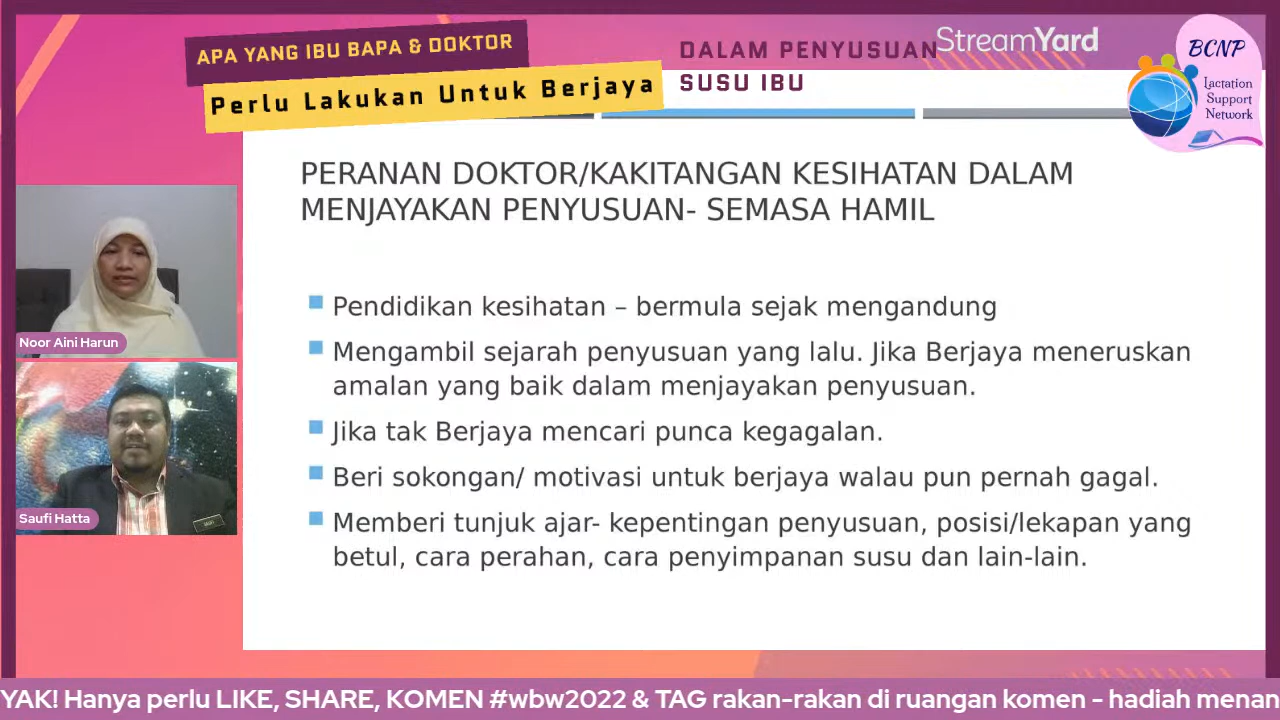 APA YANG IBU BAPA & DOKTOR
Perlu Lakukan Untuk Berjaya
DALAM PENYUSUAN
SUSU IBU
StreamYard
BCNP
Lactation
Support
Network
PERANAN DOKTOR/KAKITANGAN KESIHATAN DALAM
MENJAYAKAN PENYUSUAN- SEMASA HAMIL
Pendidikan kesihatan – bermula sejak mengandung
Mengambil sejarah penyusuan yang lalu. Jika Berjaya meneruskan
amalan yang baik dalam menjayakan penyusuan.
Jika tak Berjaya mencari punca kegagalan.
Beri sokongan/ motivasi untuk berjaya walau pun pernah gagal.
Memberi tunjuk ajar- kepentingan penyusuan, posisi/lekapan yang
betul, cara perahan, cara penyimpanan susu dan lain-lain.
Noor Aini Harun
Saufi Hatta
YAK! Hanya perlu LIKE, SHARE, KOMEN #wbw2022 & TAG rakan-rakan di ruangan komen - hadiah menan